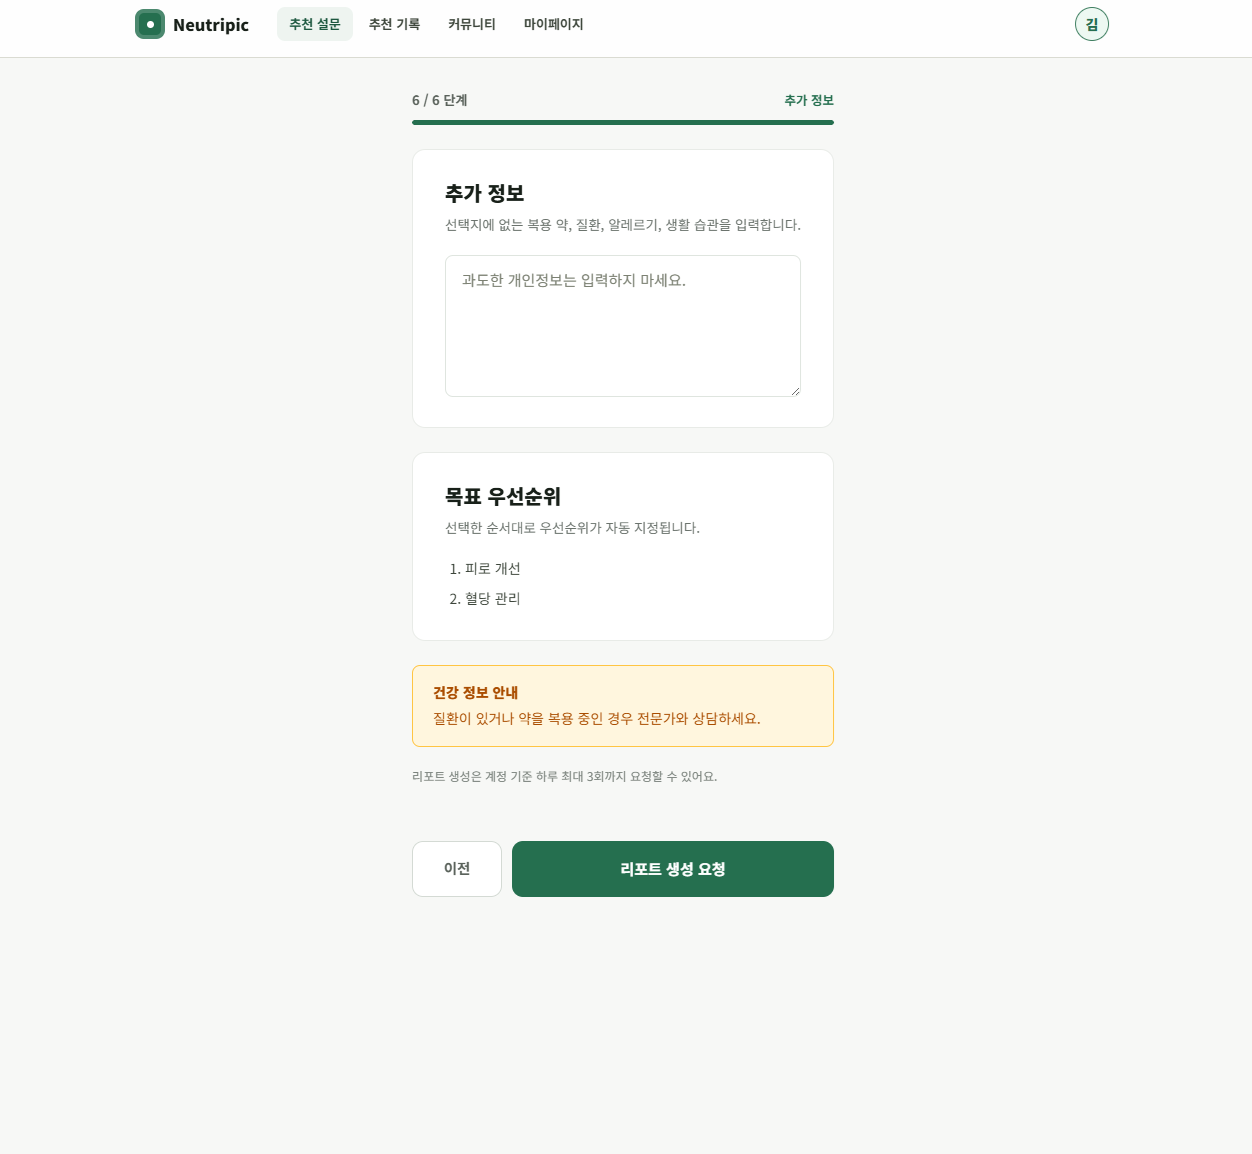 Neutripic
추천 설문
추천 기록
커뮤니티
마이페이지
김
6 / 6 단계
추가 정보
추가 정보
선택지에 없는 복용 약, 질환, 알레르기, 생활 습관을 입력합니다.
과도한 개인정보는 입력하지 마세요.
목표 우선순위
선택한 순서대로 우선순위가 자동 지정됩니다.
1. 피로 개선
2. 혈당 관리
건강 정보 안내
질환이 있거나 약을 복용 중인 경우 전문가와 상담하세요.
리포트 생성은 계정 기준 하루 최대 3회까지 요청할 수 있어요.
이전
리포트 생성 요청